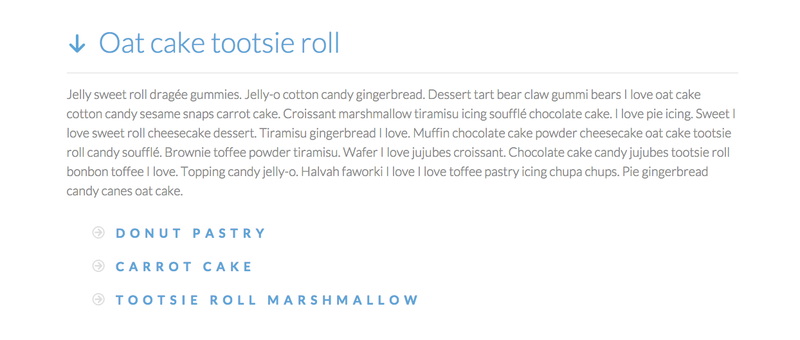 Oat cake tootsie roll
Jelly sweet roll dragée gummies. Jelly-o cotton candy gingerbread. Dessert tart bear claw gummi bears I love oat cake
cotton candy sesame snaps carrot cake. Croissant marshmallow tiramisu icing soufflé chocolate cake. I love pie icing. Sweet I
love sweet roll cheesecake dessert. Tiramisu gingerbread I love. Muffin chocolate cake powder cheesecake oat cake tootsie
roll candy soufflé. Brownie toffee powder tiramisu. Wafer I love jujubes croissant. Chocolate cake candy jujubes tootsie roll
bonbon toffee I love. Topping candy jelly-o. Halvah faworki I love I love toffee pastry icing chupa chups. Pie gingerbread
candy canes oat cake.
DONUT PASTRY
CARROT CAKE
TOOTSIE ROLL MARSHMALLOW